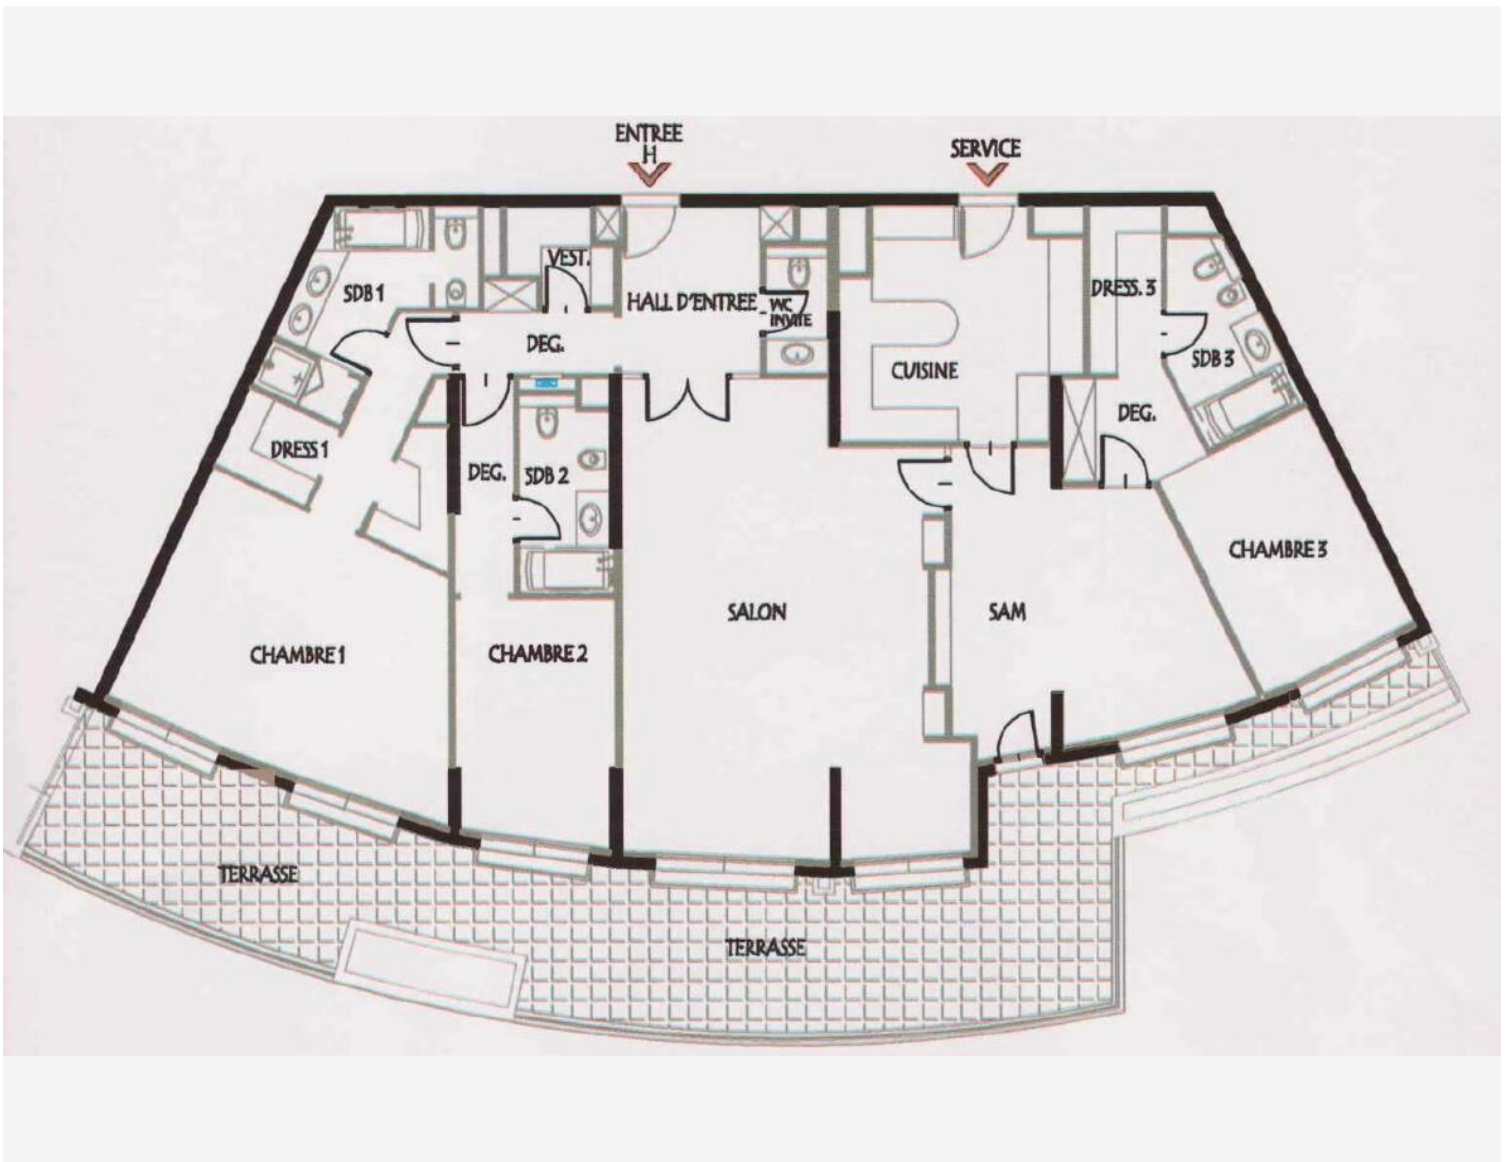 ENTREE
H
SERVICE
VEST.
SDB 1
HALL D'ENTREE
WC
INVITE
DRESS. 3
DEG.
CUISINE
SDB 3
DEG.
DRESS 1
DEG.
SDB 2
CHAMBRE 3
SALON
SAM
CHAMBRE 1
CHAMBRE 2
TERRASSE
TERRASSE